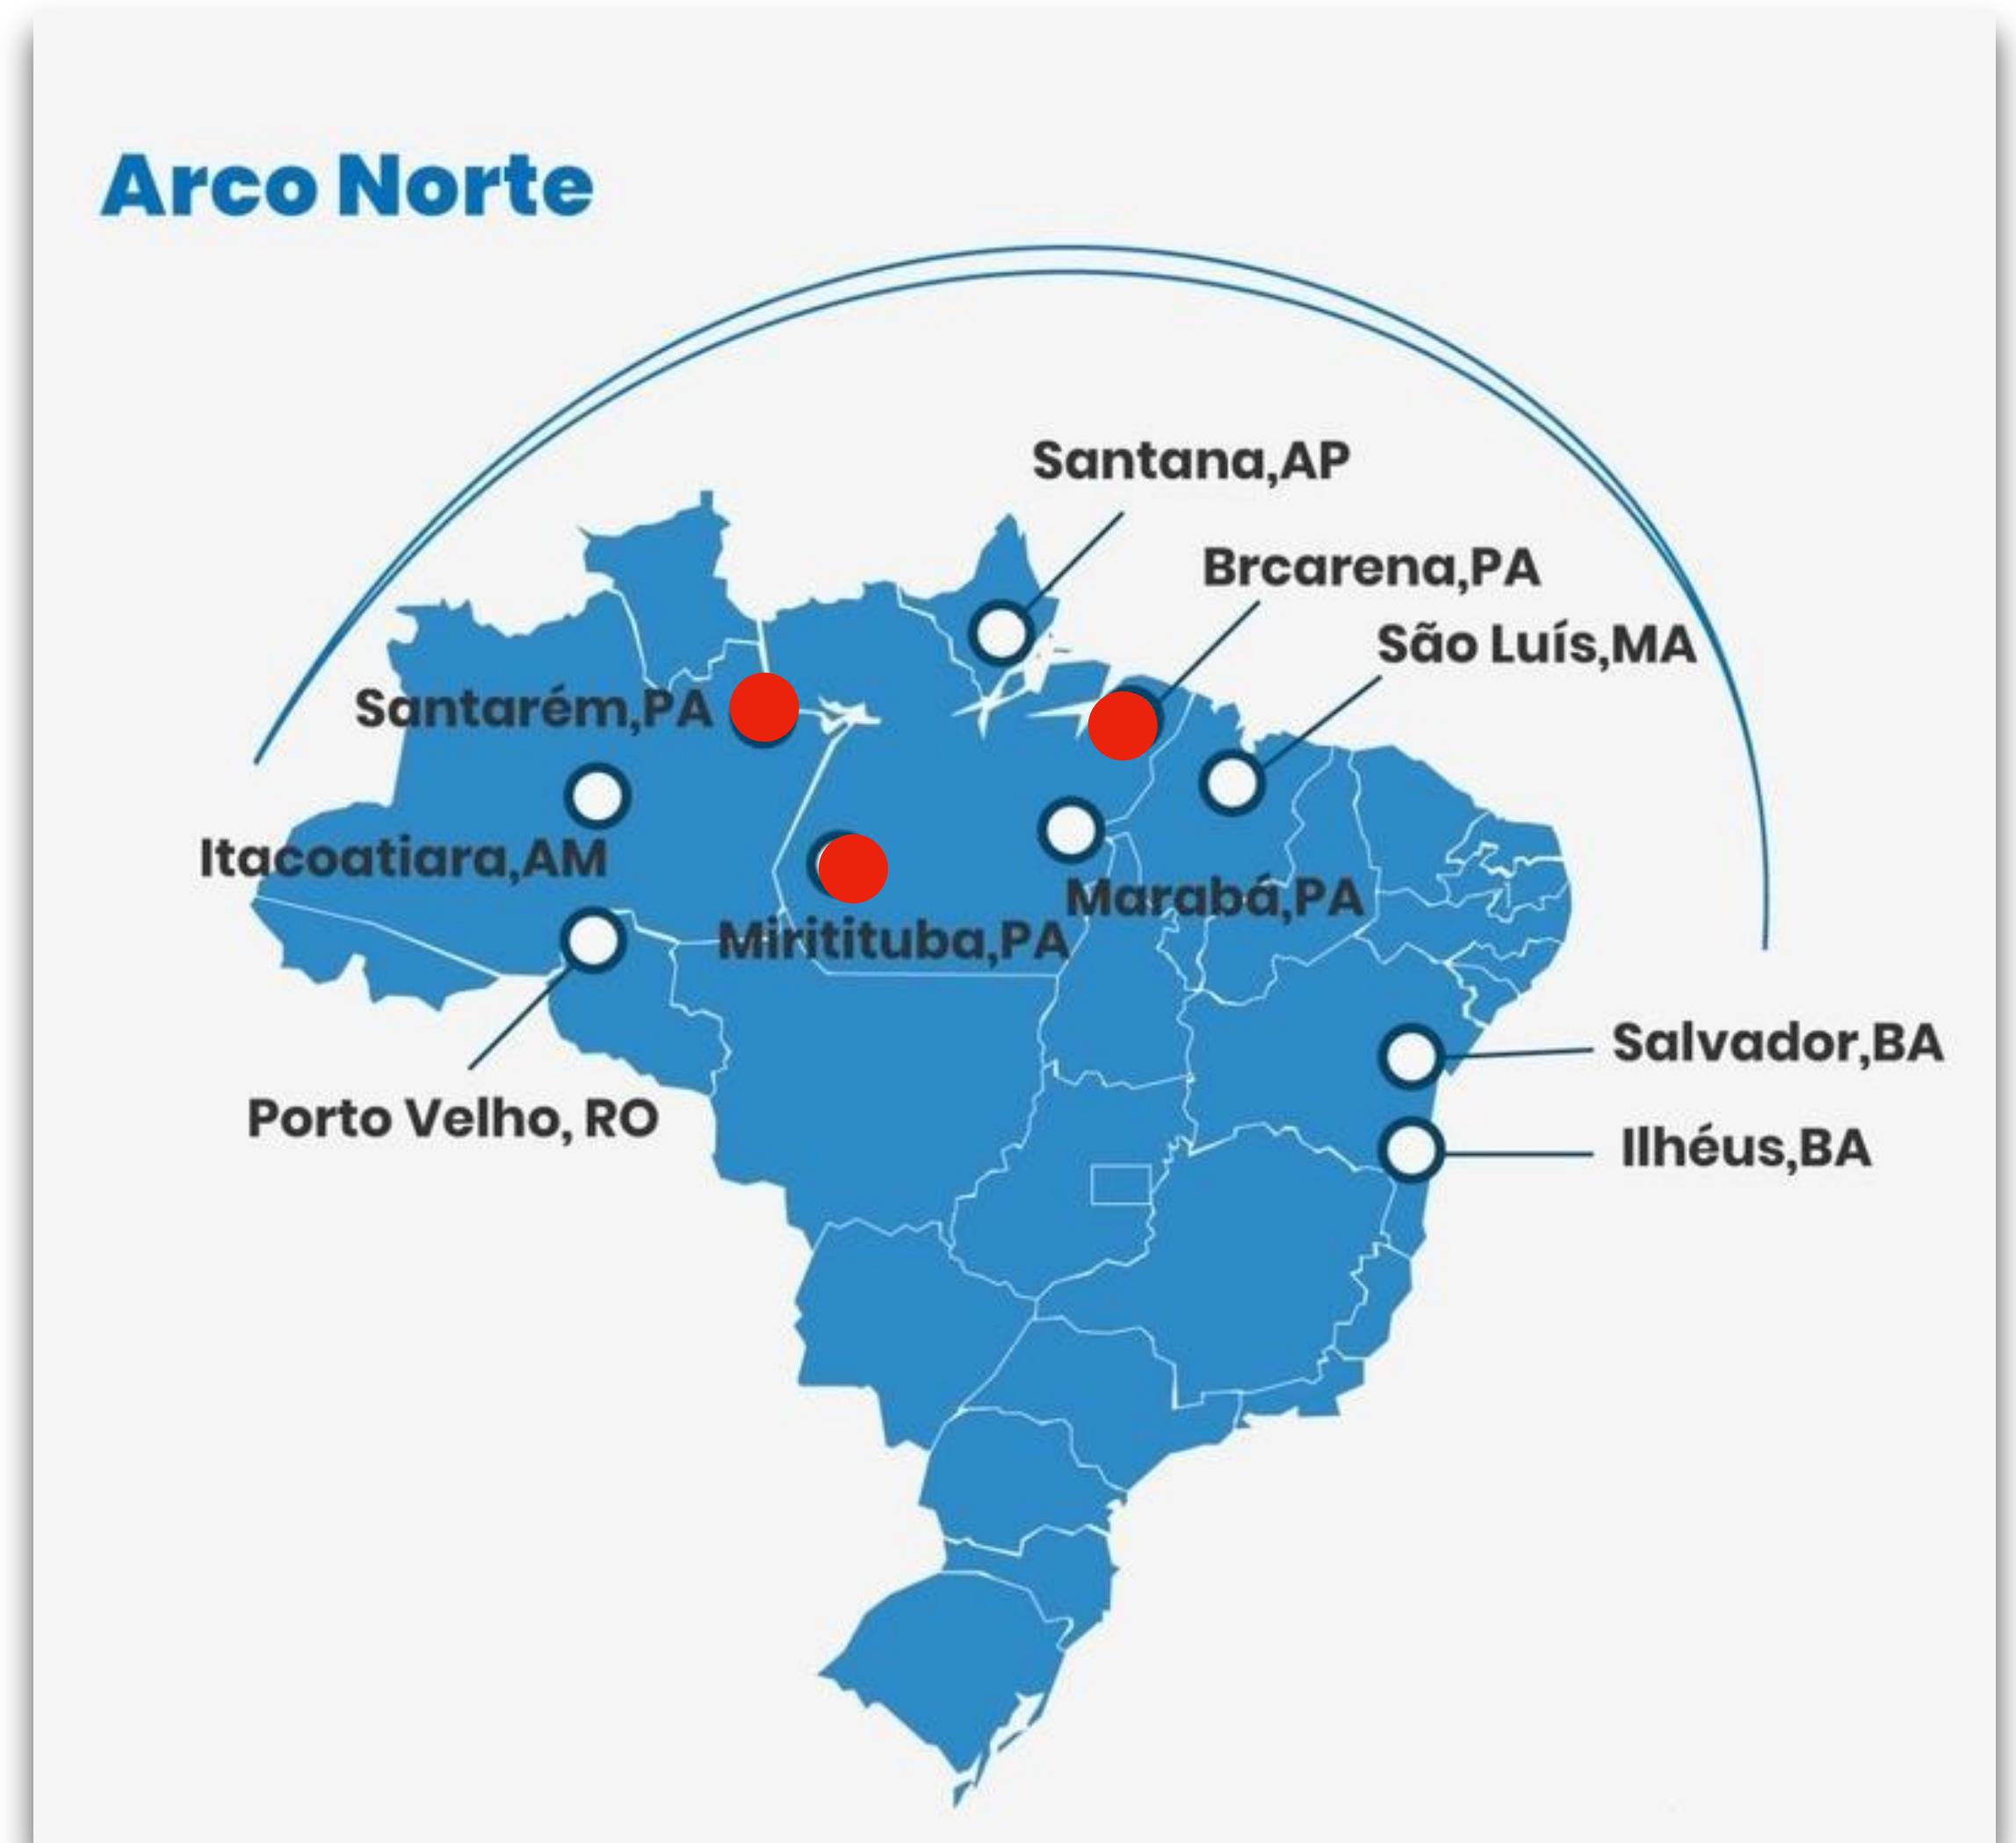 Arco Norte
Santana,AP
Brcarena,PA
São Luís,MA
Santarém,PA
Itacoatiara,AM
Marabá,PA
Miritituba,PA
Salvador,BA
Porto Velho, RO
Ilhéus,BA